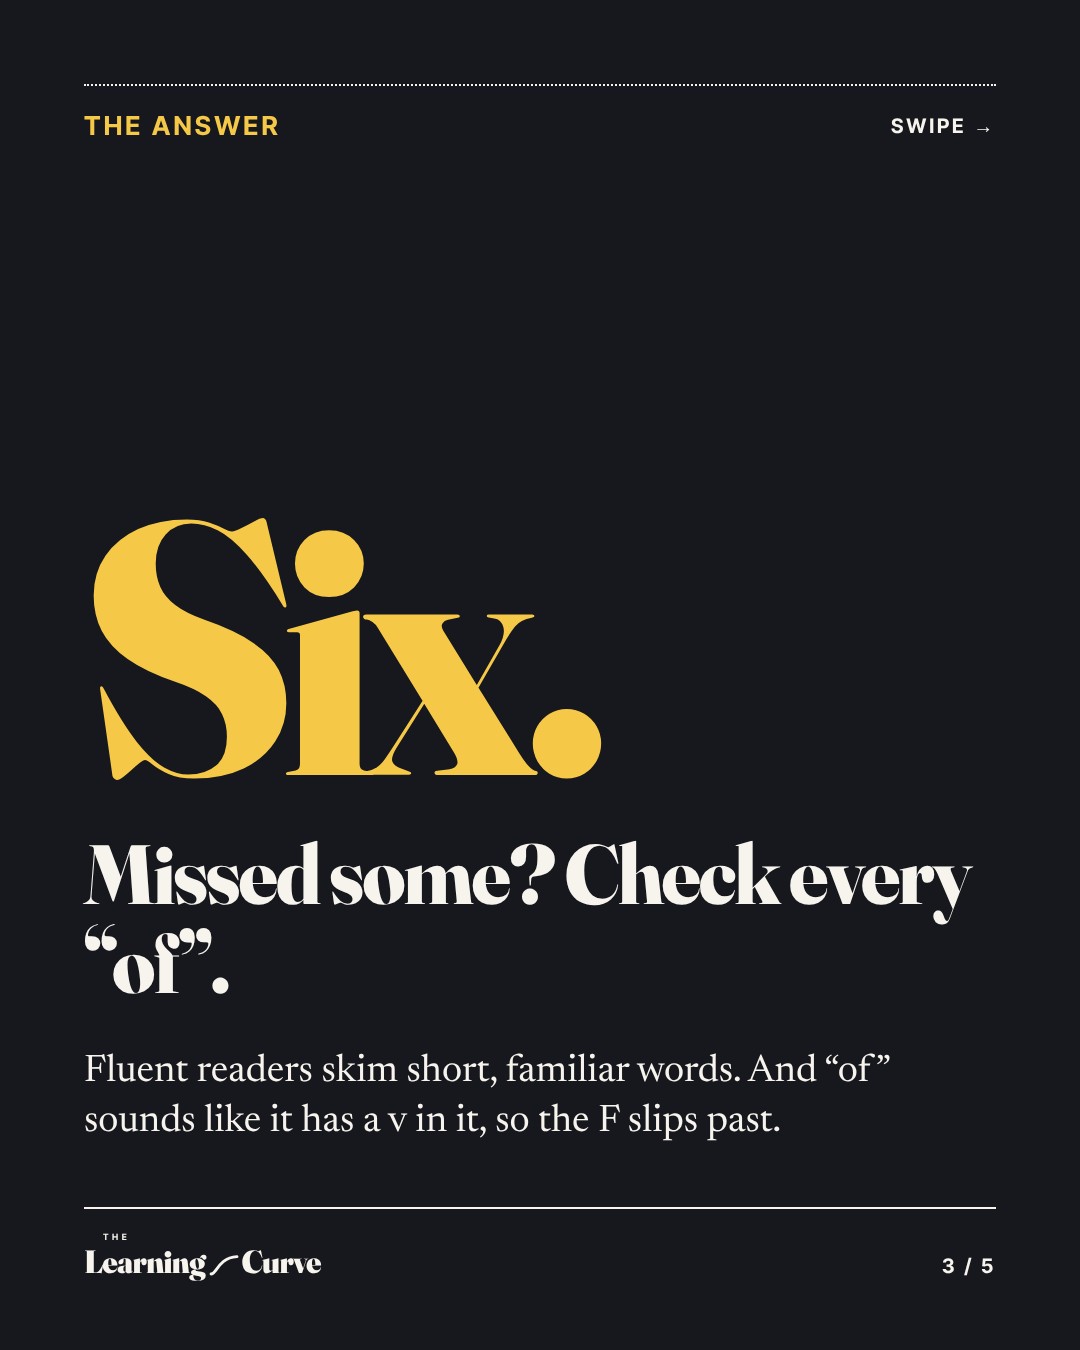 THE ANSWER
SWIPE →
Six.
Missed some? Check every
“of”.
Fluent readers skim short, familiar words. And “of”
sounds like it has a v in it, so the F slips past.
THE
Learning Curve
3 / 5